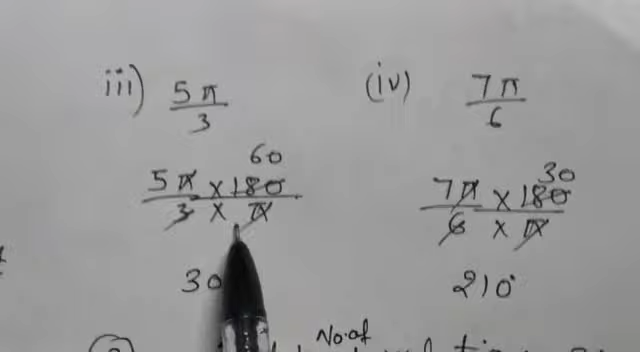 iii) 5π/3 (iv) 7π/6
60 30
5π × 180 / 3 × π 7π × 180 / 6 × π
30 210°
No. of